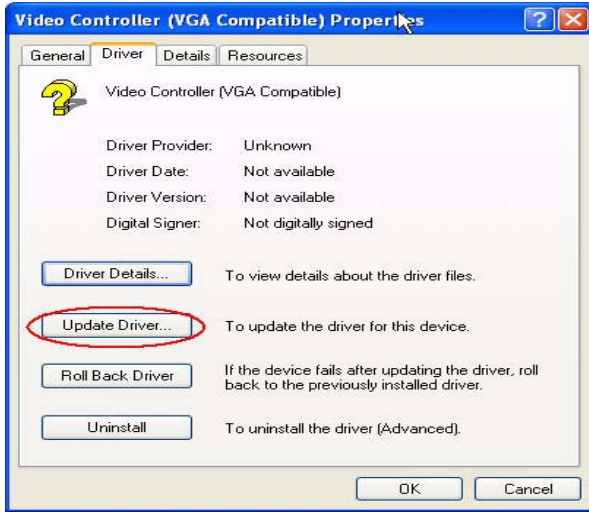 Video Controller (VGA Compatible) Properties
General Driver Details Resources
Video Controller (VGA Compatible)
Driver Provider: Unknown
Driver Date: Not available
Driver Version: Not available
Digital Signer: Not digitally signed
Driver Details... To view details about the driver files.
Update Driver... To update the driver for this device.
Roll Back Driver If the device fails after updating the driver, roll
back to the previously installed driver.
Uninstall To uninstall the driver (Advanced).
OK Cancel